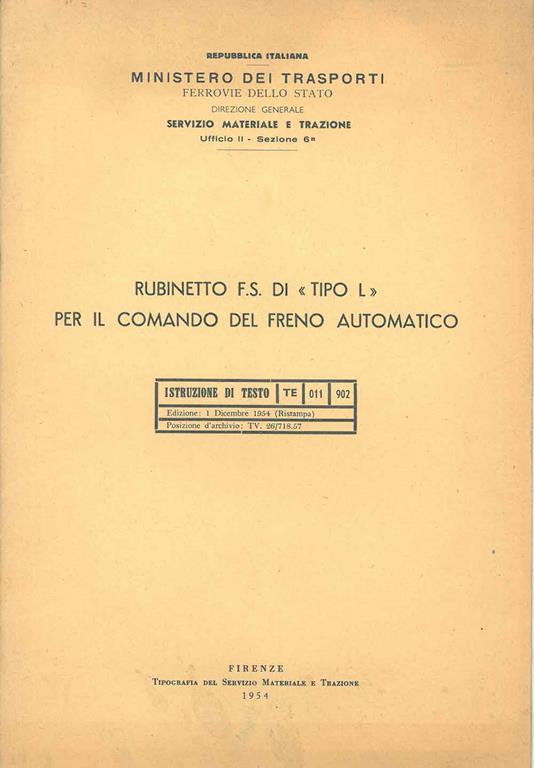 REPUBBLICA ITALIANA
MINISTERO DEI TRASPORTI
FERROVIE DELLO STATO
DIREZIONE GENERALE
SERVIZIO MATERIALE E TRAZIONE
Ufficio II - Sezione 6ª
RUBINETTO F.S. DI « TIPO L »
PER IL COMANDO DEL FRENO AUTOMATICO
ISTRUZIONE DI TESTO TE 011 902
Edizione: 1 Dicembre 1954 (Ristampa)
Posizione d'archivio: TV. 26/718.57
FIRENZE
Tipografia del Servizio Materiale e Trazione
1954